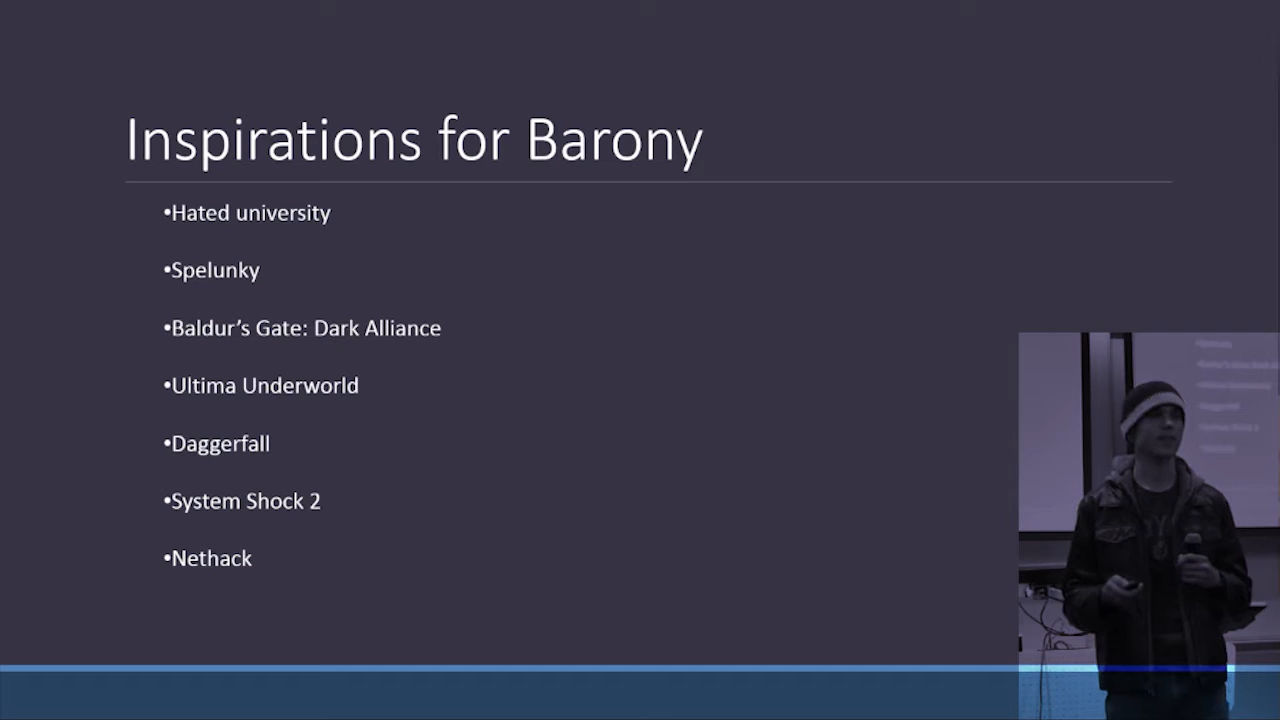 Inspirations for Barony
•Hated university
•Spelunky
•Baldur’s Gate: Dark Alliance
•Ultima Underworld
•Daggerfall
•System Shock 2
•Nethack